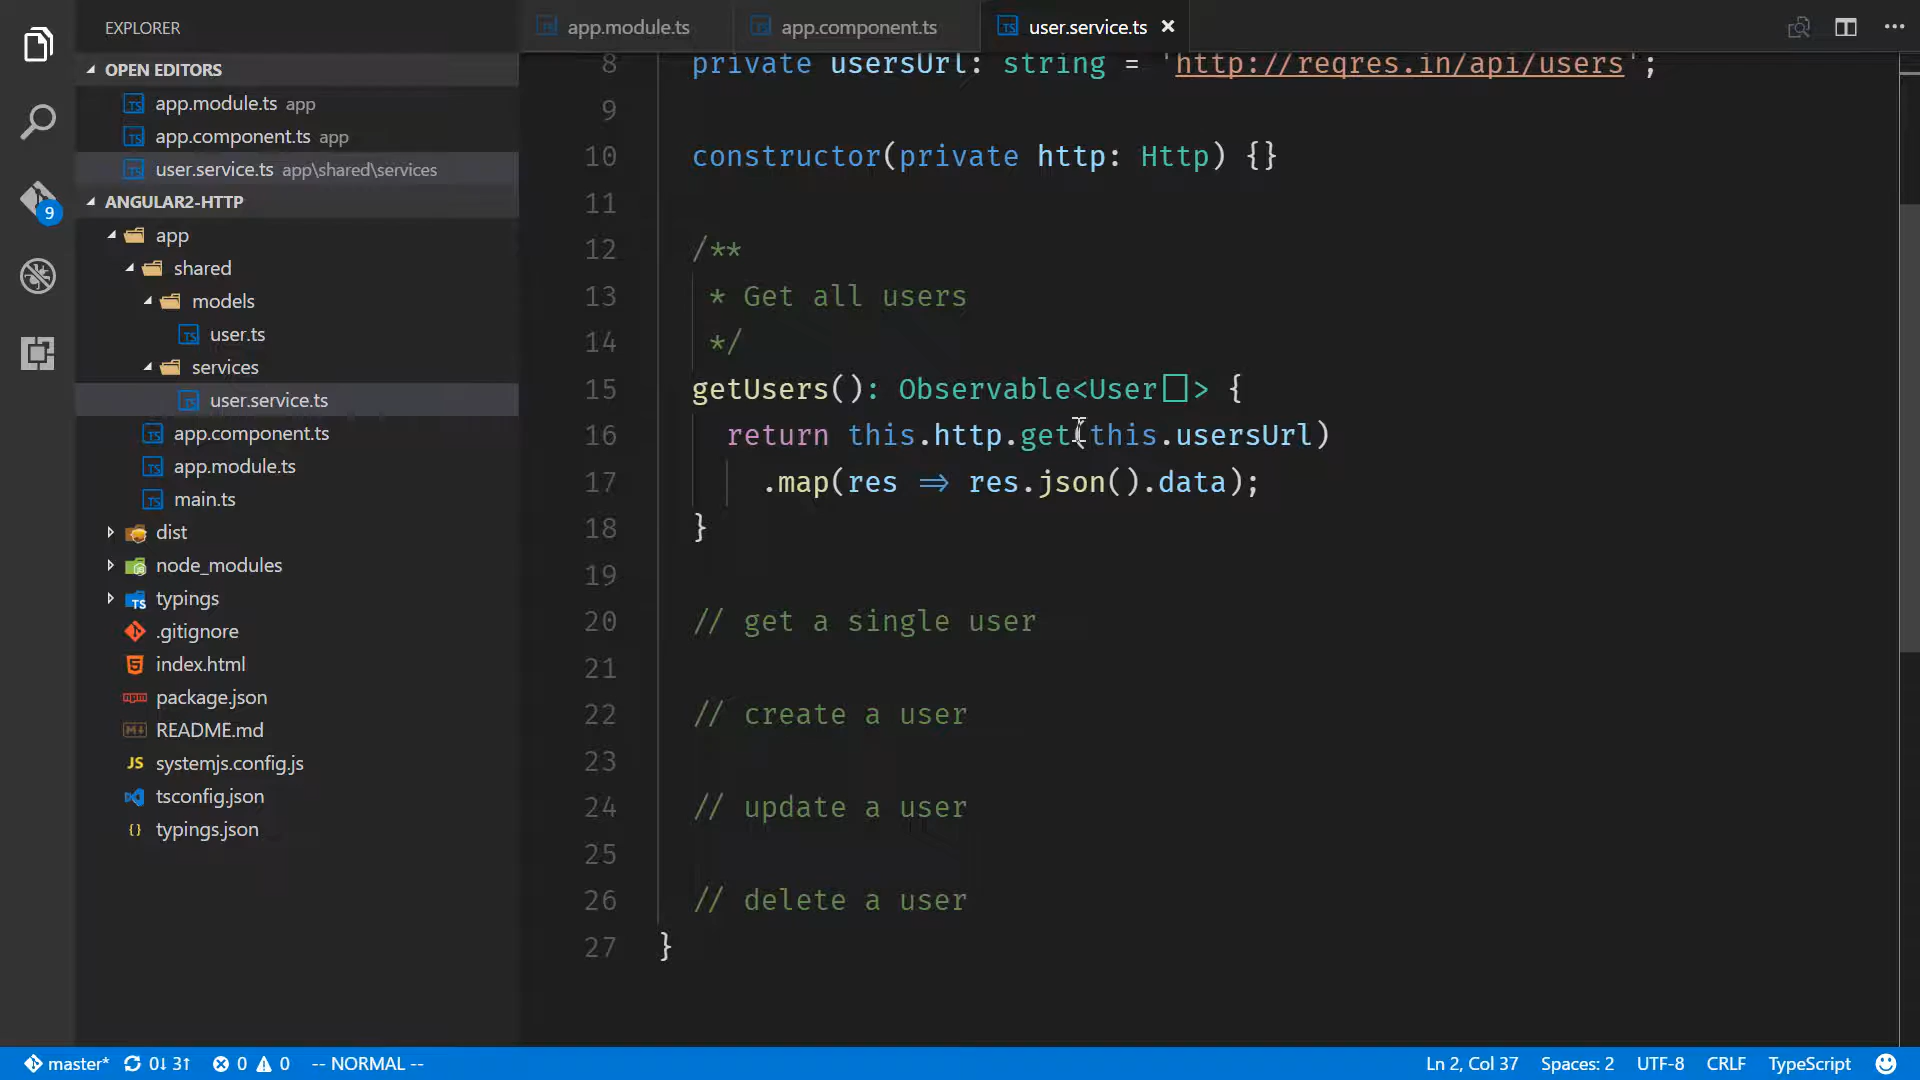 EXPLORER
OPEN EDITORS
app.module.ts app
app.component.ts app
user.service.ts app\shared\services
ANGULAR2-HTTP
app
shared
models
user.ts
services
user.service.ts
app.component.ts
app.module.ts
main.ts
dist
node_modules
typings
.gitignore
index.html
package.json
README.md
systemjs.config.js
tsconfig.json
typings.json
9
app.module.ts app.component.ts user.service.ts
8 private usersUrl: string = 'http://reqres.in/api/users';
9
10 constructor(private http: Http) {}
11
12 /**
13 * Get all users
14 */
15 getUsers(): Observable<User[]> {
16 return this.http.get(this.usersUrl)
17 .map(res => res.json().data);
18 }
19
20 // get a single user
21
22 // create a user
23
24 // update a user
25
26 // delete a user
27 }
master* 0↓ 3↑ 0 0 -- NORMAL -- Ln 2, Col 37 Spaces: 2 UTF-8 CRLF TypeScript